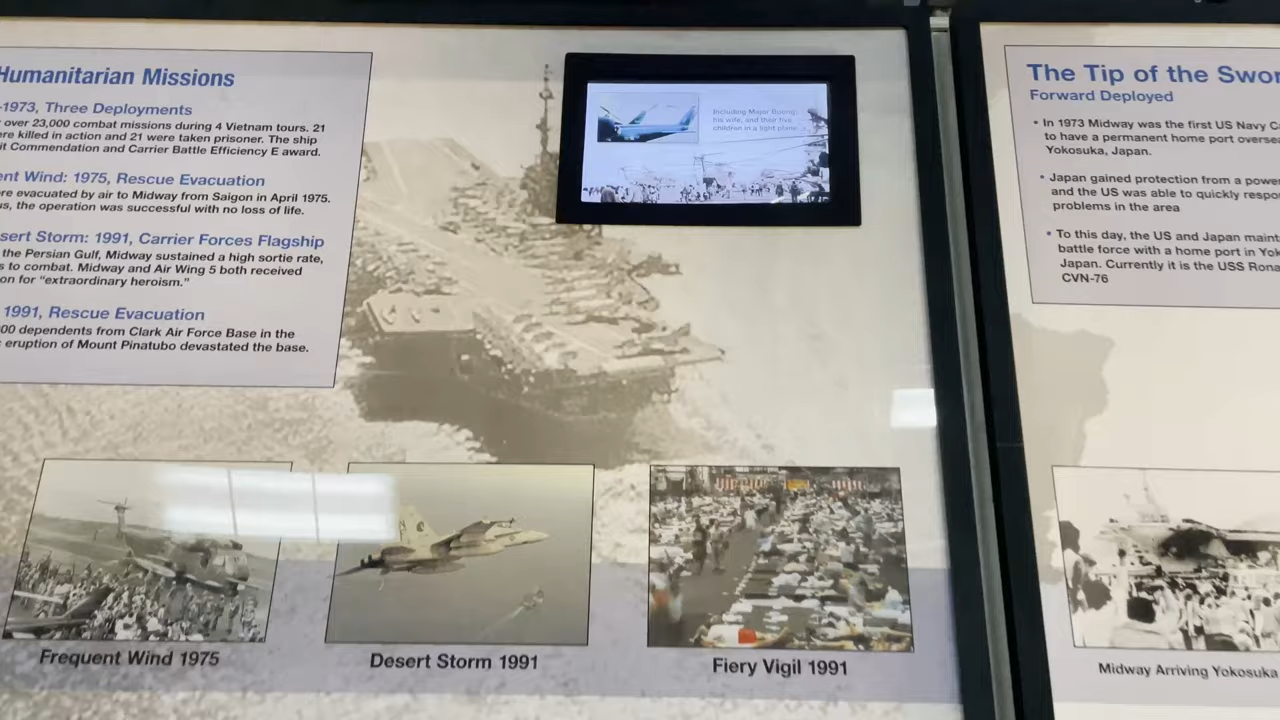 Humanitarian Missions
-1973, Three Deployments
over 23,000 combat missions during 4 Vietnam tours. 21
re killed in action and 21 were taken prisoner. The ship
it Commendation and Carrier Battle Efficiency E award.
ent Wind: 1975, Rescue Evacuation
re evacuated by air to Midway from Saigon in April 1975.
us, the operation was successful with no loss of life.
sert Storm: 1991, Carrier Forces Flagship
the Persian Gulf, Midway sustained a high sortie rate,
s to combat. Midway and Air Wing 5 both received
on for "extraordinary heroism."
1991, Rescue Evacuation
00 dependents from Clark Air Force Base in the
eruption of Mount Pinatubo devastated the base.
Including Major Buong,
his wife, and their five
children in a light plane.
Frequent Wind 1975
Desert Storm 1991
Fiery Vigil 1991
The Tip of the Swor
Forward Deployed
• In 1973 Midway was the first US Navy C
to have a permanent home port oversea
Yokosuka, Japan.
• Japan gained protection from a power
and the US was able to quickly respo
problems in the area
• To this day, the US and Japan maint
battle force with a home port in Yok
Japan. Currently it is the USS Rona
CVN-76
Midway Arriving Yokosuka